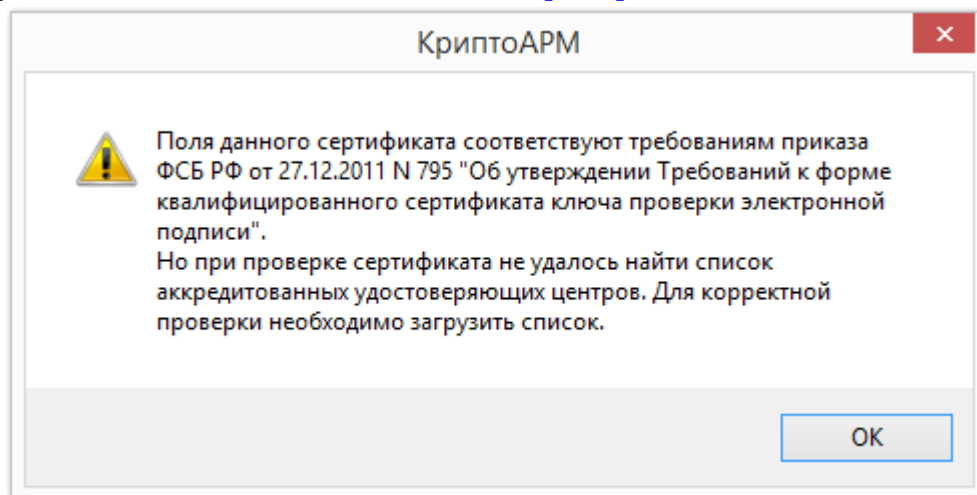 КриптоАРМ
Поля данного сертификата соответствуют требованиям приказа
ФСБ РФ от 27.12.2011 N 795 "Об утверждении Требований к форме
квалифицированного сертификата ключа проверки электронной
подписи".
Но при проверке сертификата не удалось найти список
аккредитованных удостоверяющих центров. Для корректной
проверки необходимо загрузить список.
ОК